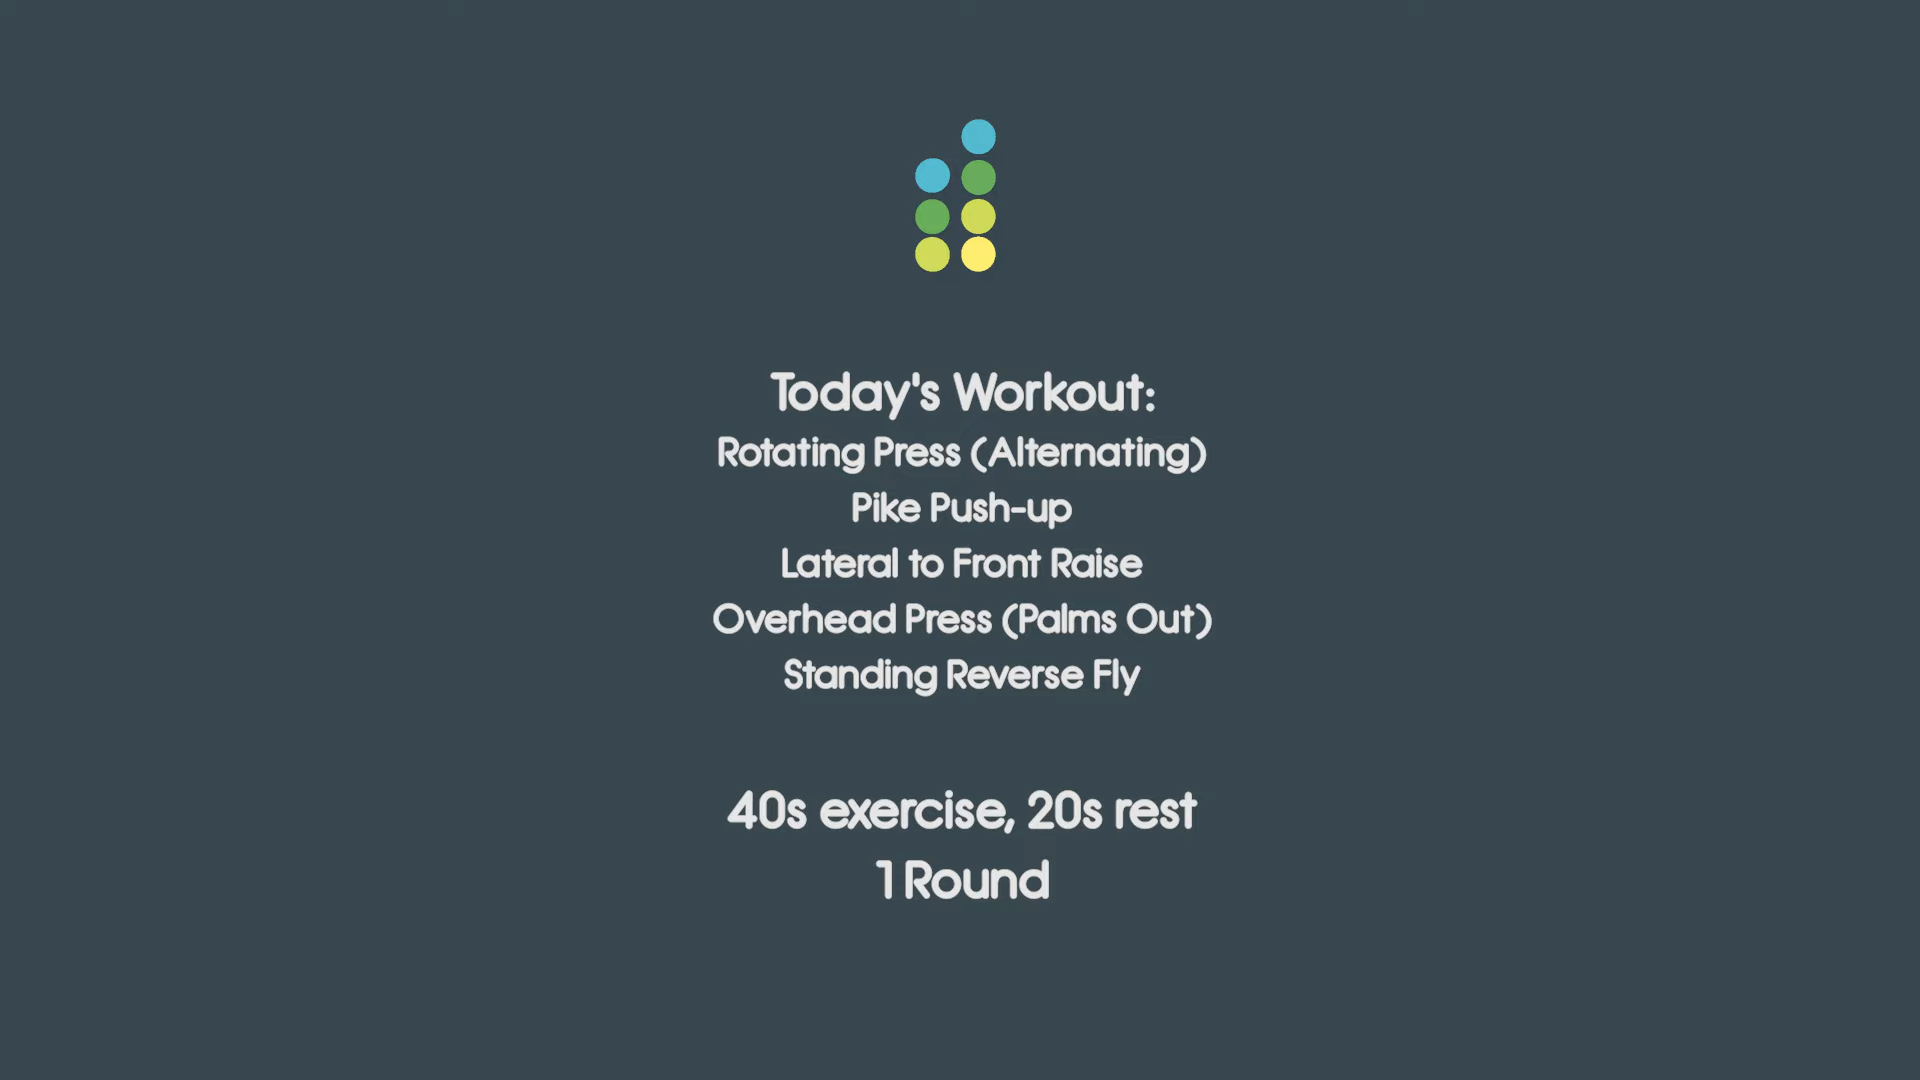 Today's Workout:
Rotating Press (Alternating)
Pike Push-up
Lateral to Front Raise
Overhead Press (Palms Out)
Standing Reverse Fly
40s exercise, 20s rest
1 Round